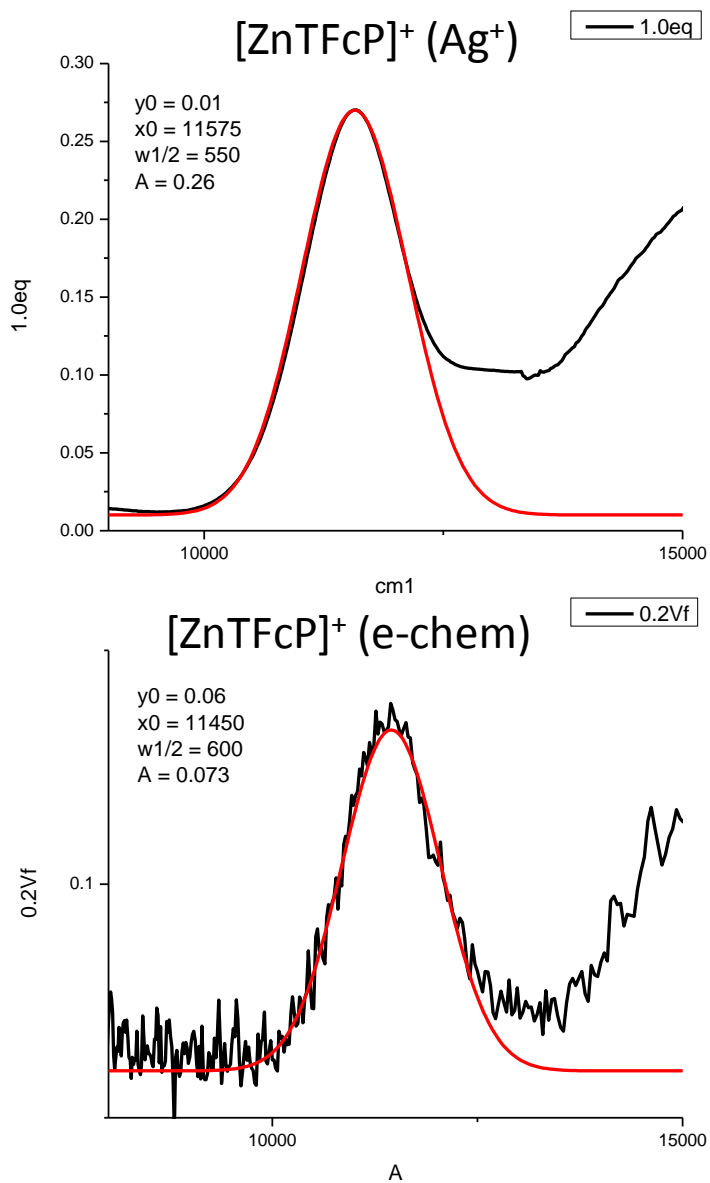 [ZnTFcP]⁺ (Ag⁺)
1.0eq
0.30
y0 = 0.01
x0 = 11575
w1/2 = 550
A = 0.26
0.25
0.20
1.0eq
0.15
0.10
0.05
0.00
10000
15000
cm1
[ZnTFcP]⁺ (e-chem)
0.2Vf
y0 = 0.06
x0 = 11450
w1/2 = 600
A = 0.073
0.2Vf
0.1
10000
15000
A